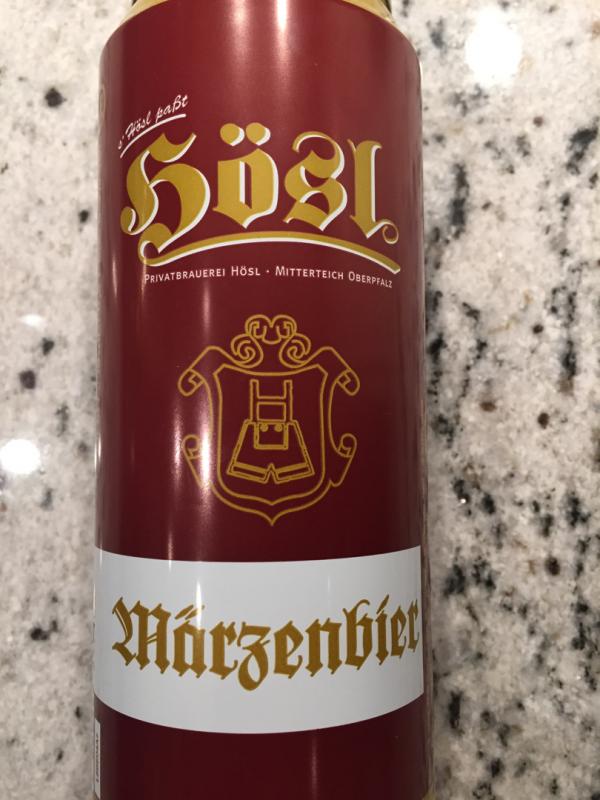 s' Hösl paßt
Hösl
Privatbrauerei Hösl · Mitterteich Oberpfalz
Märzenbier